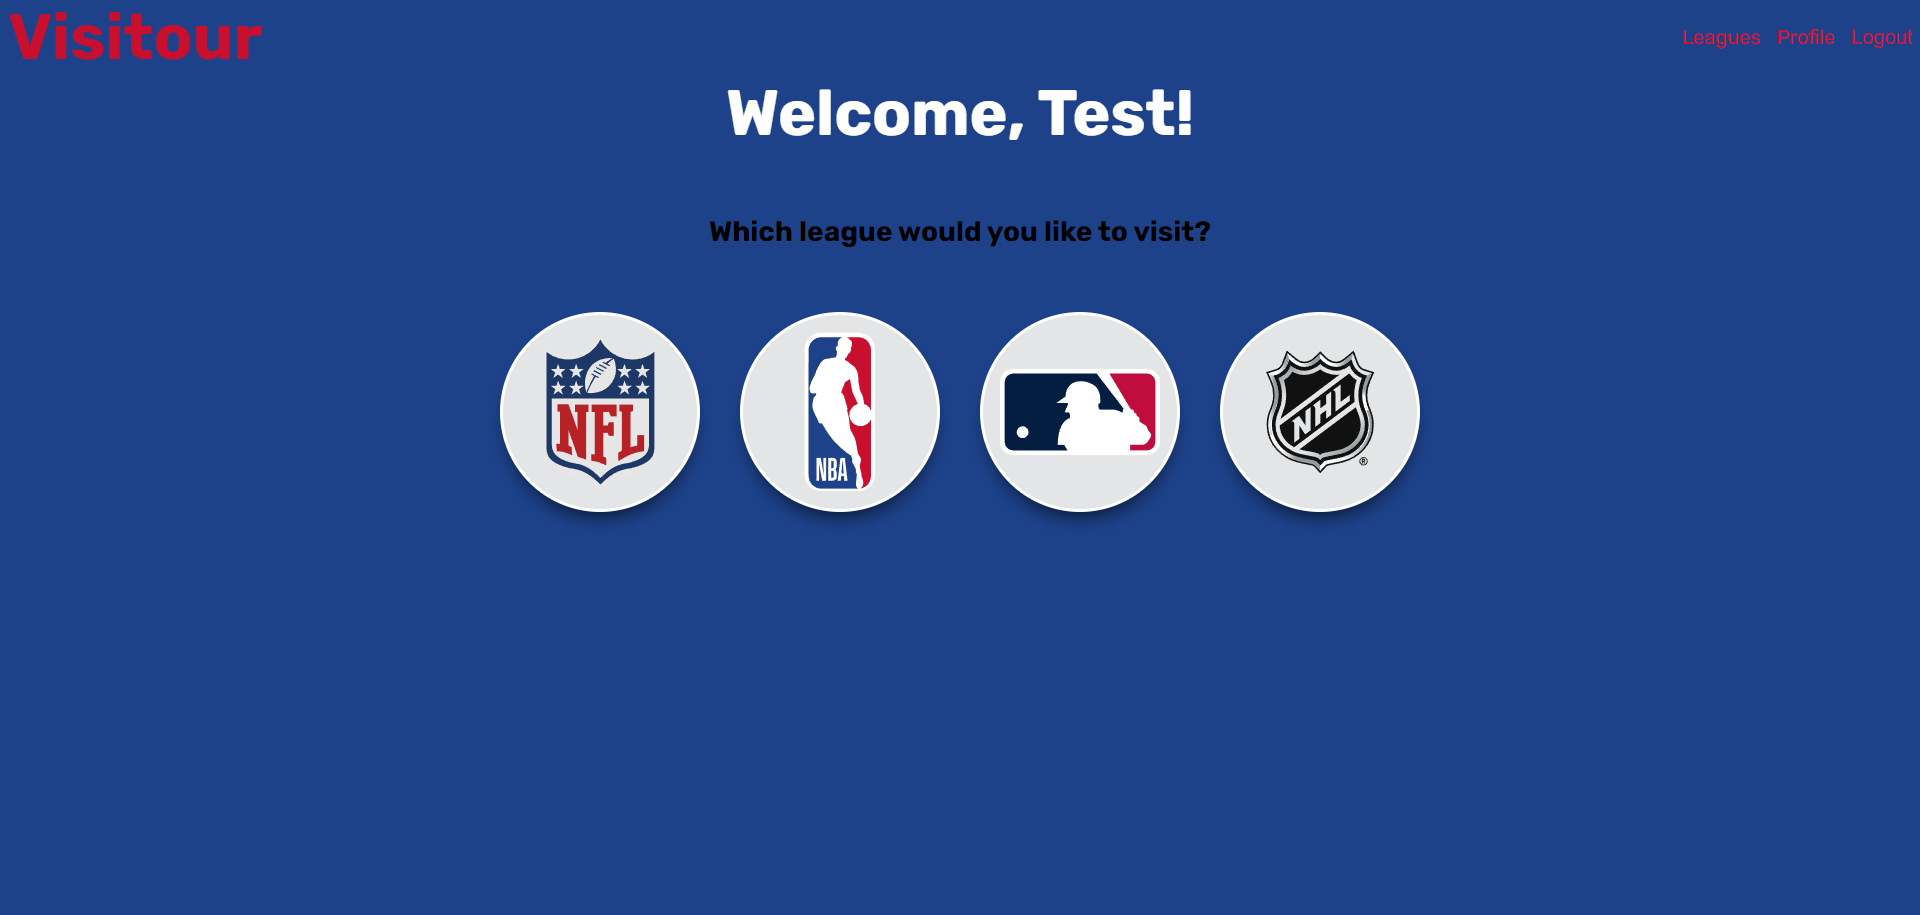 Visitour
Leagues Profile Logout
Welcome, Test!
Which league would you like to visit?
NFL
NBA
NHL
®